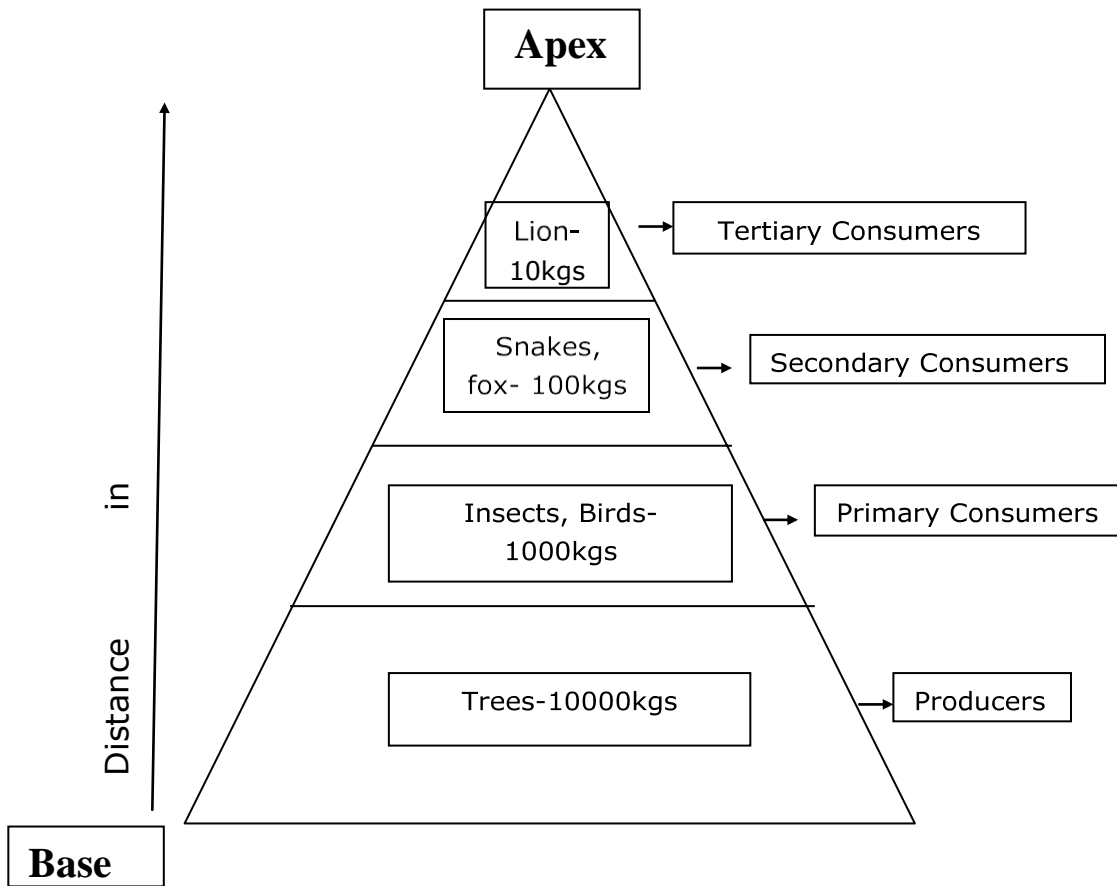 Apex
Lion-
10kgs
Tertiary Consumers
Snakes,
fox- 100kgs
Secondary Consumers
Insects, Birds-
1000kgs
Primary Consumers
Trees-10000kgs
Producers
Distance in
Base